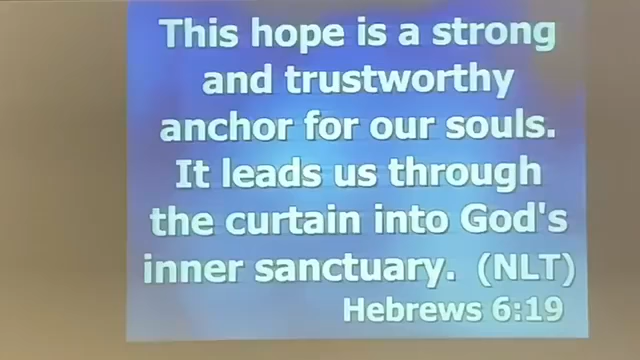 This hope is a strong
and trustworthy
anchor for our souls.
It leads us through
the curtain into God's
inner sanctuary. (NLT)
Hebrews 6:19